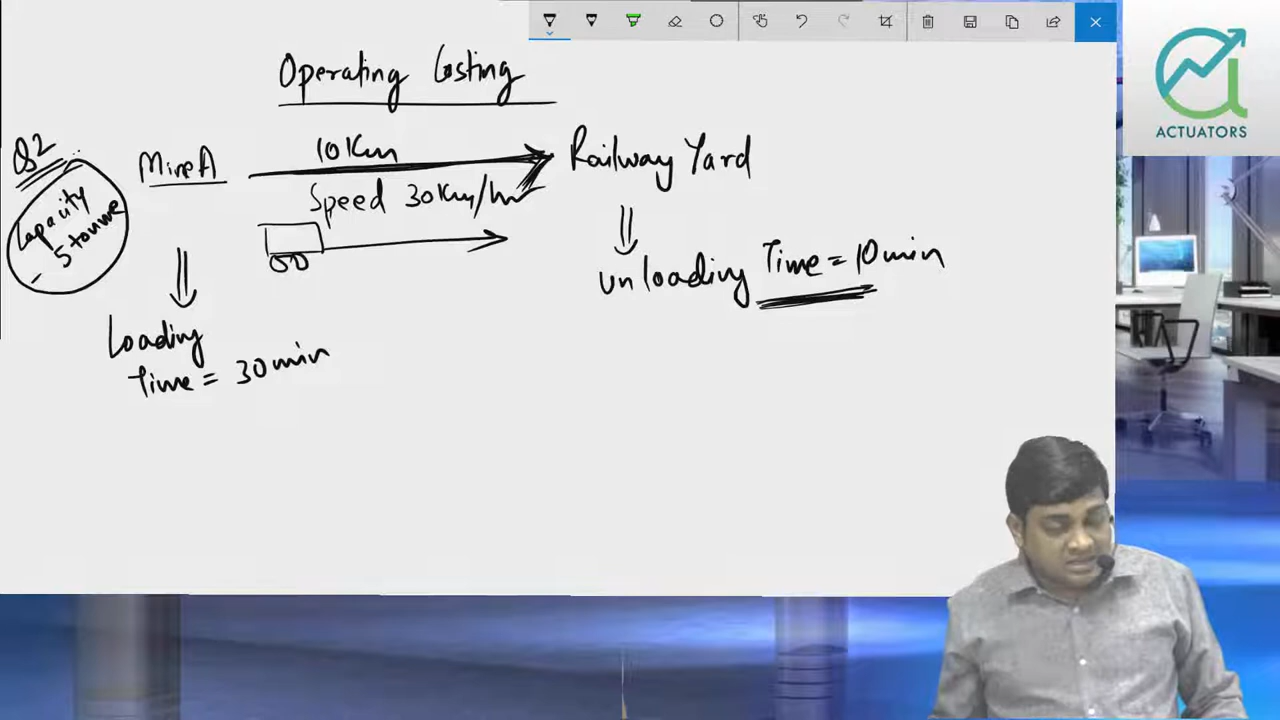 Operating Costing
Q2
Mine A
10 Km
Railway Yard
Capacity
- 5 tonne
Speed 30 Km/hr
unloading Time = 10 min
Loading
Time = 30 min
ACTUATORS